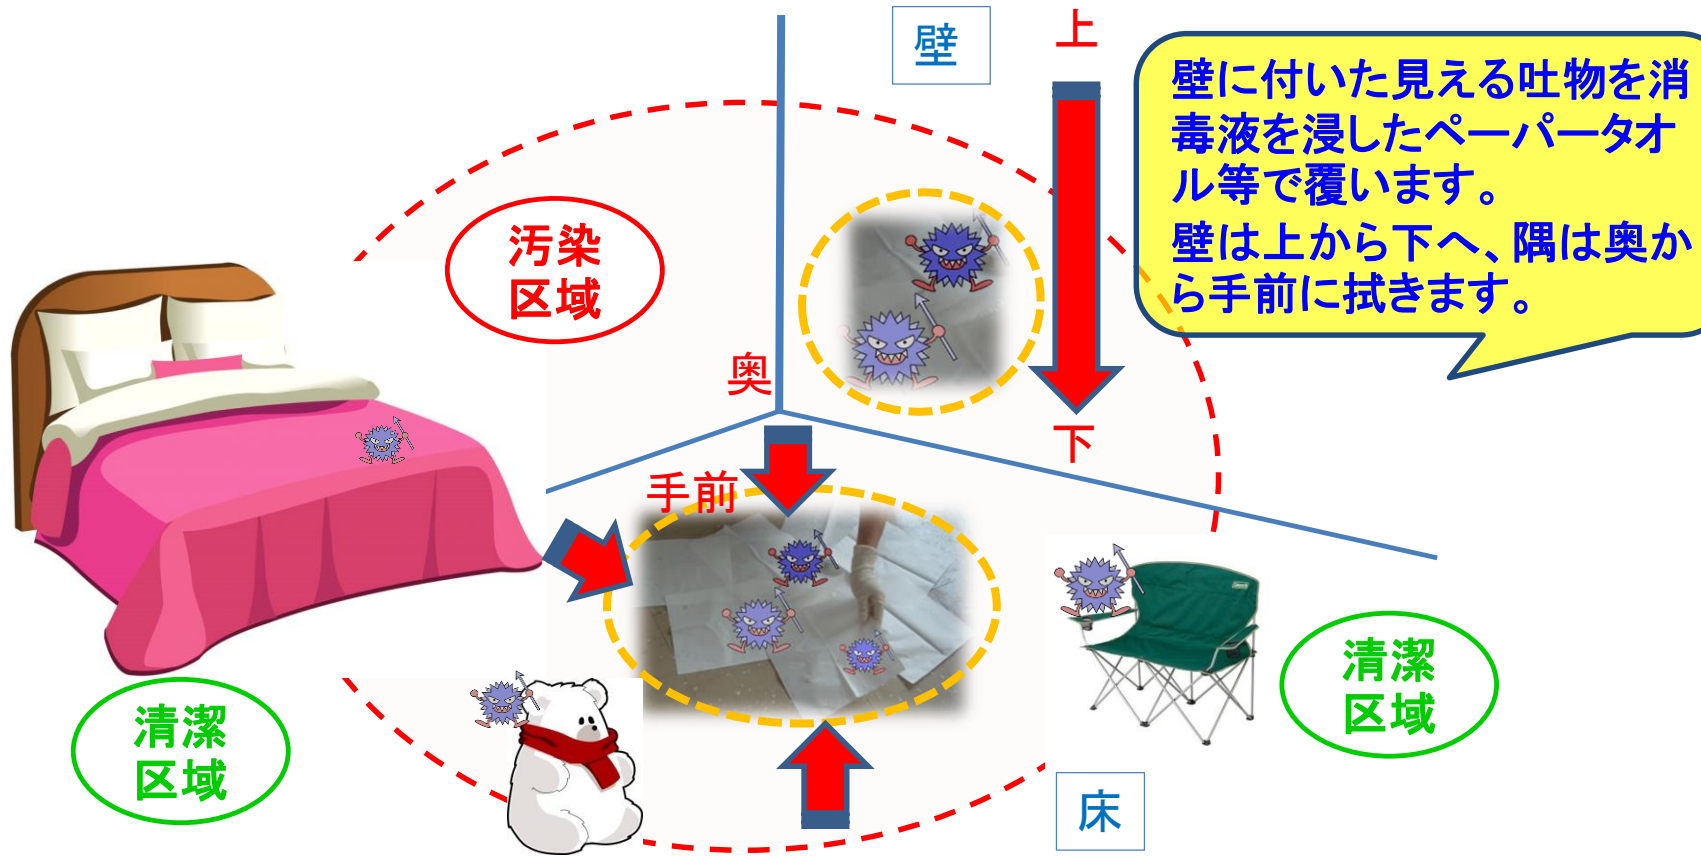 壁
上
壁に付いた見える吐物を消
毒液を浸したペーパータオ
ル等で覆います。
壁は上から下へ、隅は奥か
ら手前に拭きます。
汚染
区域
奥
下
手前
清潔
区域
清潔
区域
床